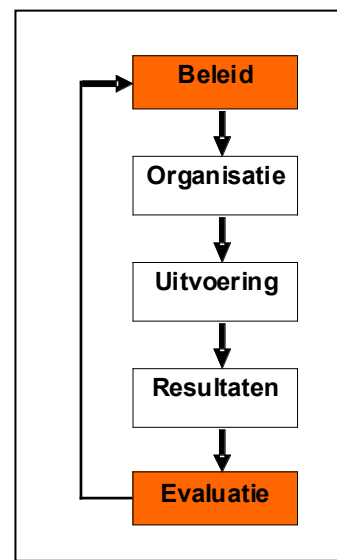 Beleid
Organisatie
Uitvoering
Resultaten
Evaluatie